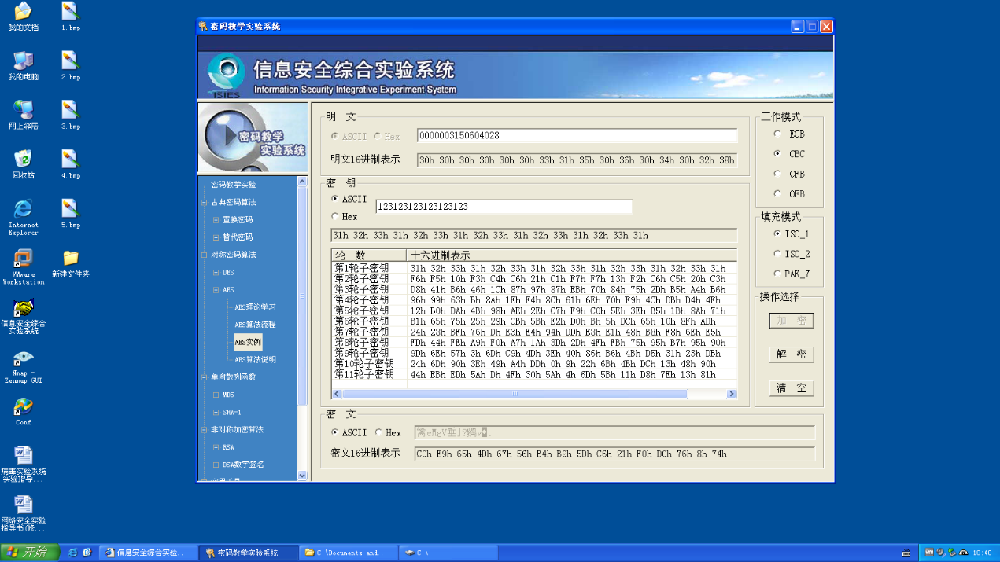 我的文档
1.bmp
我的电脑
2.bmp
网上邻居
3.bmp
回收站
4.bmp
Internet
Explorer
5.bmp
VMware
Workstation
新建文件夹
信息安全综合
实验系统
Nmap -
Zenmap GUI
Conf
病毒实验系统
实验指导...
网络安全实验
指导书(修...
密码教学实验系统
ISIES
信息安全综合实验系统
Information Security Integrative Experiment System
密码教学
实验系统
密码教学实验
古典密码算法
置换密码
替代密码
对称密码算法
DES
AES
AES理论学习
AES算法流程
AES实例
AES算法说明
单向散列函数
MD5
SHA-1
非对称加密算法
RSA
DSA数字签名
明 文
ASCII Hex 0000003150604028
明文16进制表示 30h 30h 30h 30h 30h 30h 33h 31h 35h 30h 36h 30h 34h 30h 32h 38h
密 钥
ASCII
Hex
123123123123123123
31h 32h 33h 31h 32h 33h 31h 32h 33h 31h 32h 33h 31h 32h 33h 31h
轮 数 十六进制表示
第1轮子密钥 31h 32h 33h 31h 32h 33h 31h 32h 33h 31h 32h 33h 31h 32h 33h 31h
第2轮子密钥 F6h F5h 10h F3h C4h C6h 21h C1h F7h F7h 13h F2h C6h C5h 20h C3h
第3轮子密钥 D8h 41h B6h 46h 1Ch 87h 97h 87h EBh 70h 84h 75h 2Dh B5h A4h B6h
第4轮子密钥 96h 99h 63h Bh 8Ah 1Eh F4h 8Ch 61h 6Eh 70h F9h 4Ch DBh D4h 4Fh
第5轮子密钥 12h B0h DAh 4Bh 98h AEh 2Eh C7h F9h C0h 5Eh 3Eh B5h 1Bh 8Ah 71h
第6轮子密钥 B1h 65h 75h 25h 29h CBh 5Bh E2h D0h Bh 5h DCh 65h 10h 8Fh ADh
第7轮子密钥 24h 28h BFh 76h Dh E3h E4h 94h DDh E8h E1h 48h B8h F8h 6Eh E5h
第8轮子密钥 FDh 44h FEh A9h F0h A7h 1Ah 3Dh 2Dh 4Fh FBh 75h 95h B7h 95h 90h
第9轮子密钥 9Dh 6Eh 57h 3h 6Dh C9h 4Dh 3Eh 40h 86h B6h 4Bh D5h 31h 23h DBh
第10轮子密钥 24h 6Dh 90h 3Eh 49h A4h DDh 0h 9h 22h 6Bh 4Bh DCh 13h 48h 90h
第11轮子密钥 44h EBh EDh 5Ah Dh 4Fh 30h 5Ah 4h 6Dh 5Bh 11h D8h 7Eh 13h 81h
密 文
ASCII Hex
密文16进制表示 C0h E9h 65h 4Dh 67h 56h B4h B9h 5Dh C6h 21h F0h D0h 76h 8h 74h
工作模式
ECB
CBC
CFB
OFB
填充模式
ISO_1
ISO_2
PAK_7
操作选择
加 密
解 密
清 空
开始 信息安全综合实验... 密码教学实验系统 C:\Documents and... C:\ 10:40